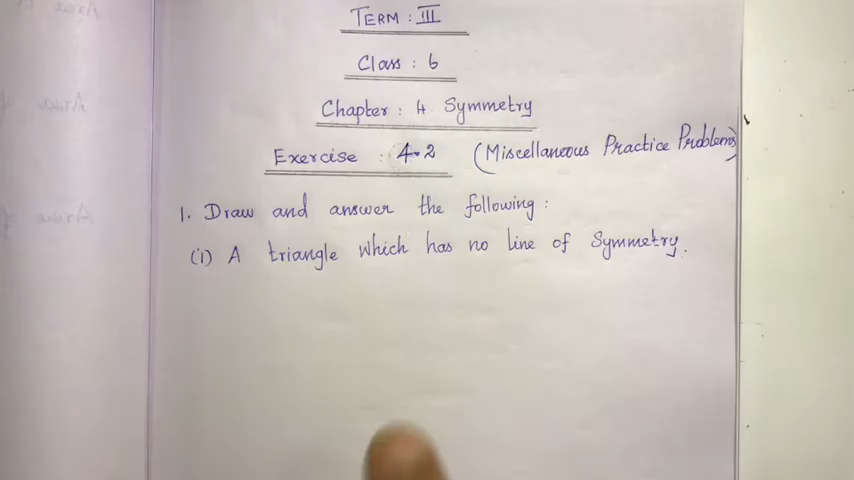 TERM : III
Class : 6
Chapter : 4 Symmetry
Exercise : 4.2 (Miscellaneous Practice Problems)
1. Draw and answer the following :
(i) A triangle which has no line of Symmetry.